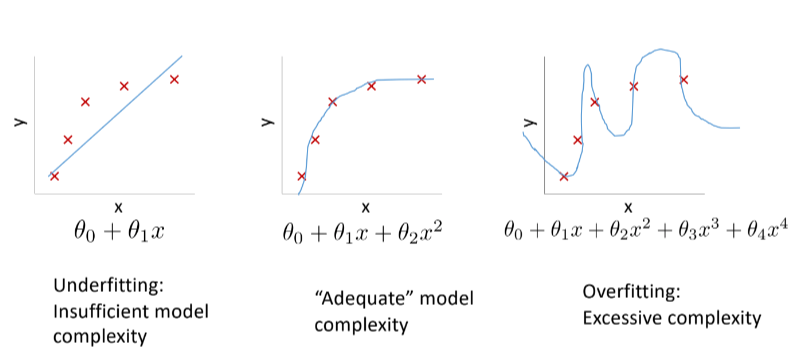 y
x
θ₀ + θ₁x
Underfitting:
Insufficient model
complexity
y
x
θ₀ + θ₁x + θ₂x²
“Adequate” model
complexity
y
x
θ₀ + θ₁x + θ₂x² + θ₃x³ + θ₄x⁴
Overfitting:
Excessive complexity